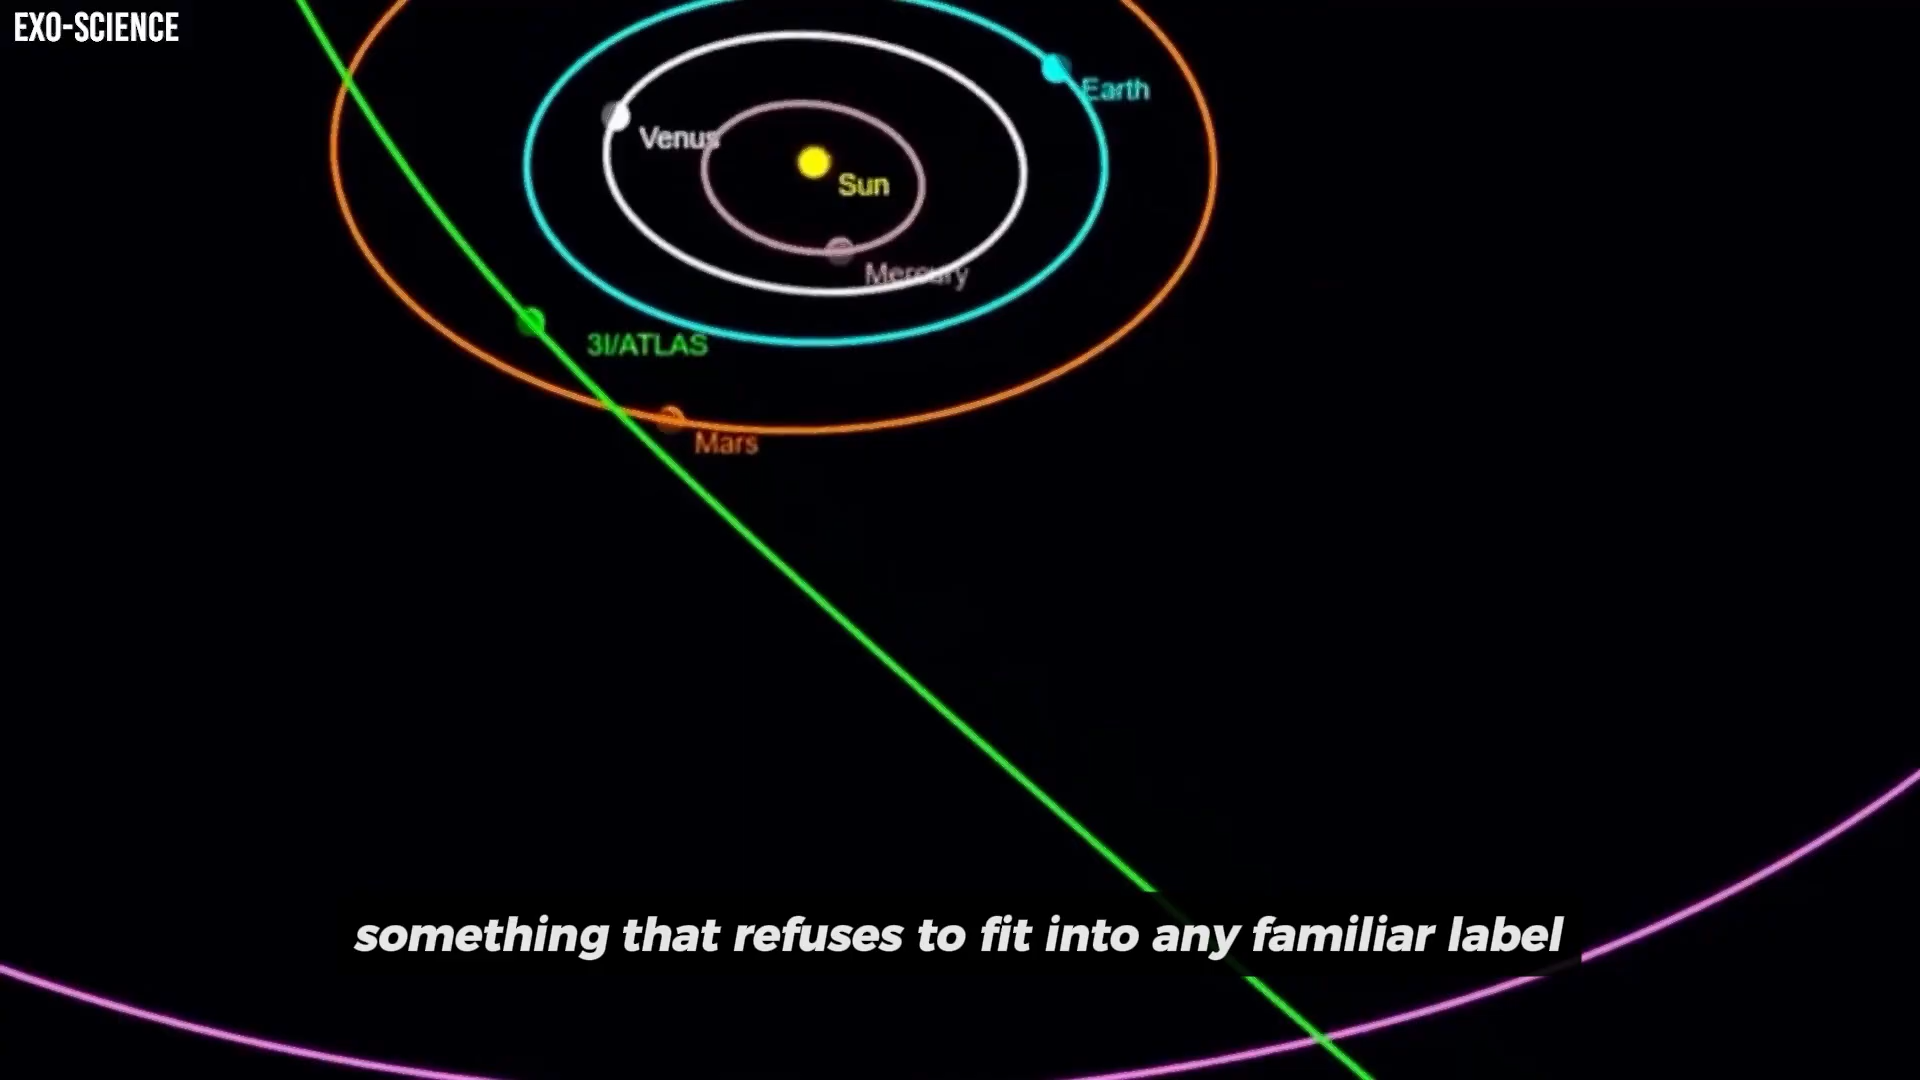 EXO-SCIENCE
Earth
Venus
Sun
Mercury
3I/ATLAS
Mars
something that refuses to fit into any familiar label